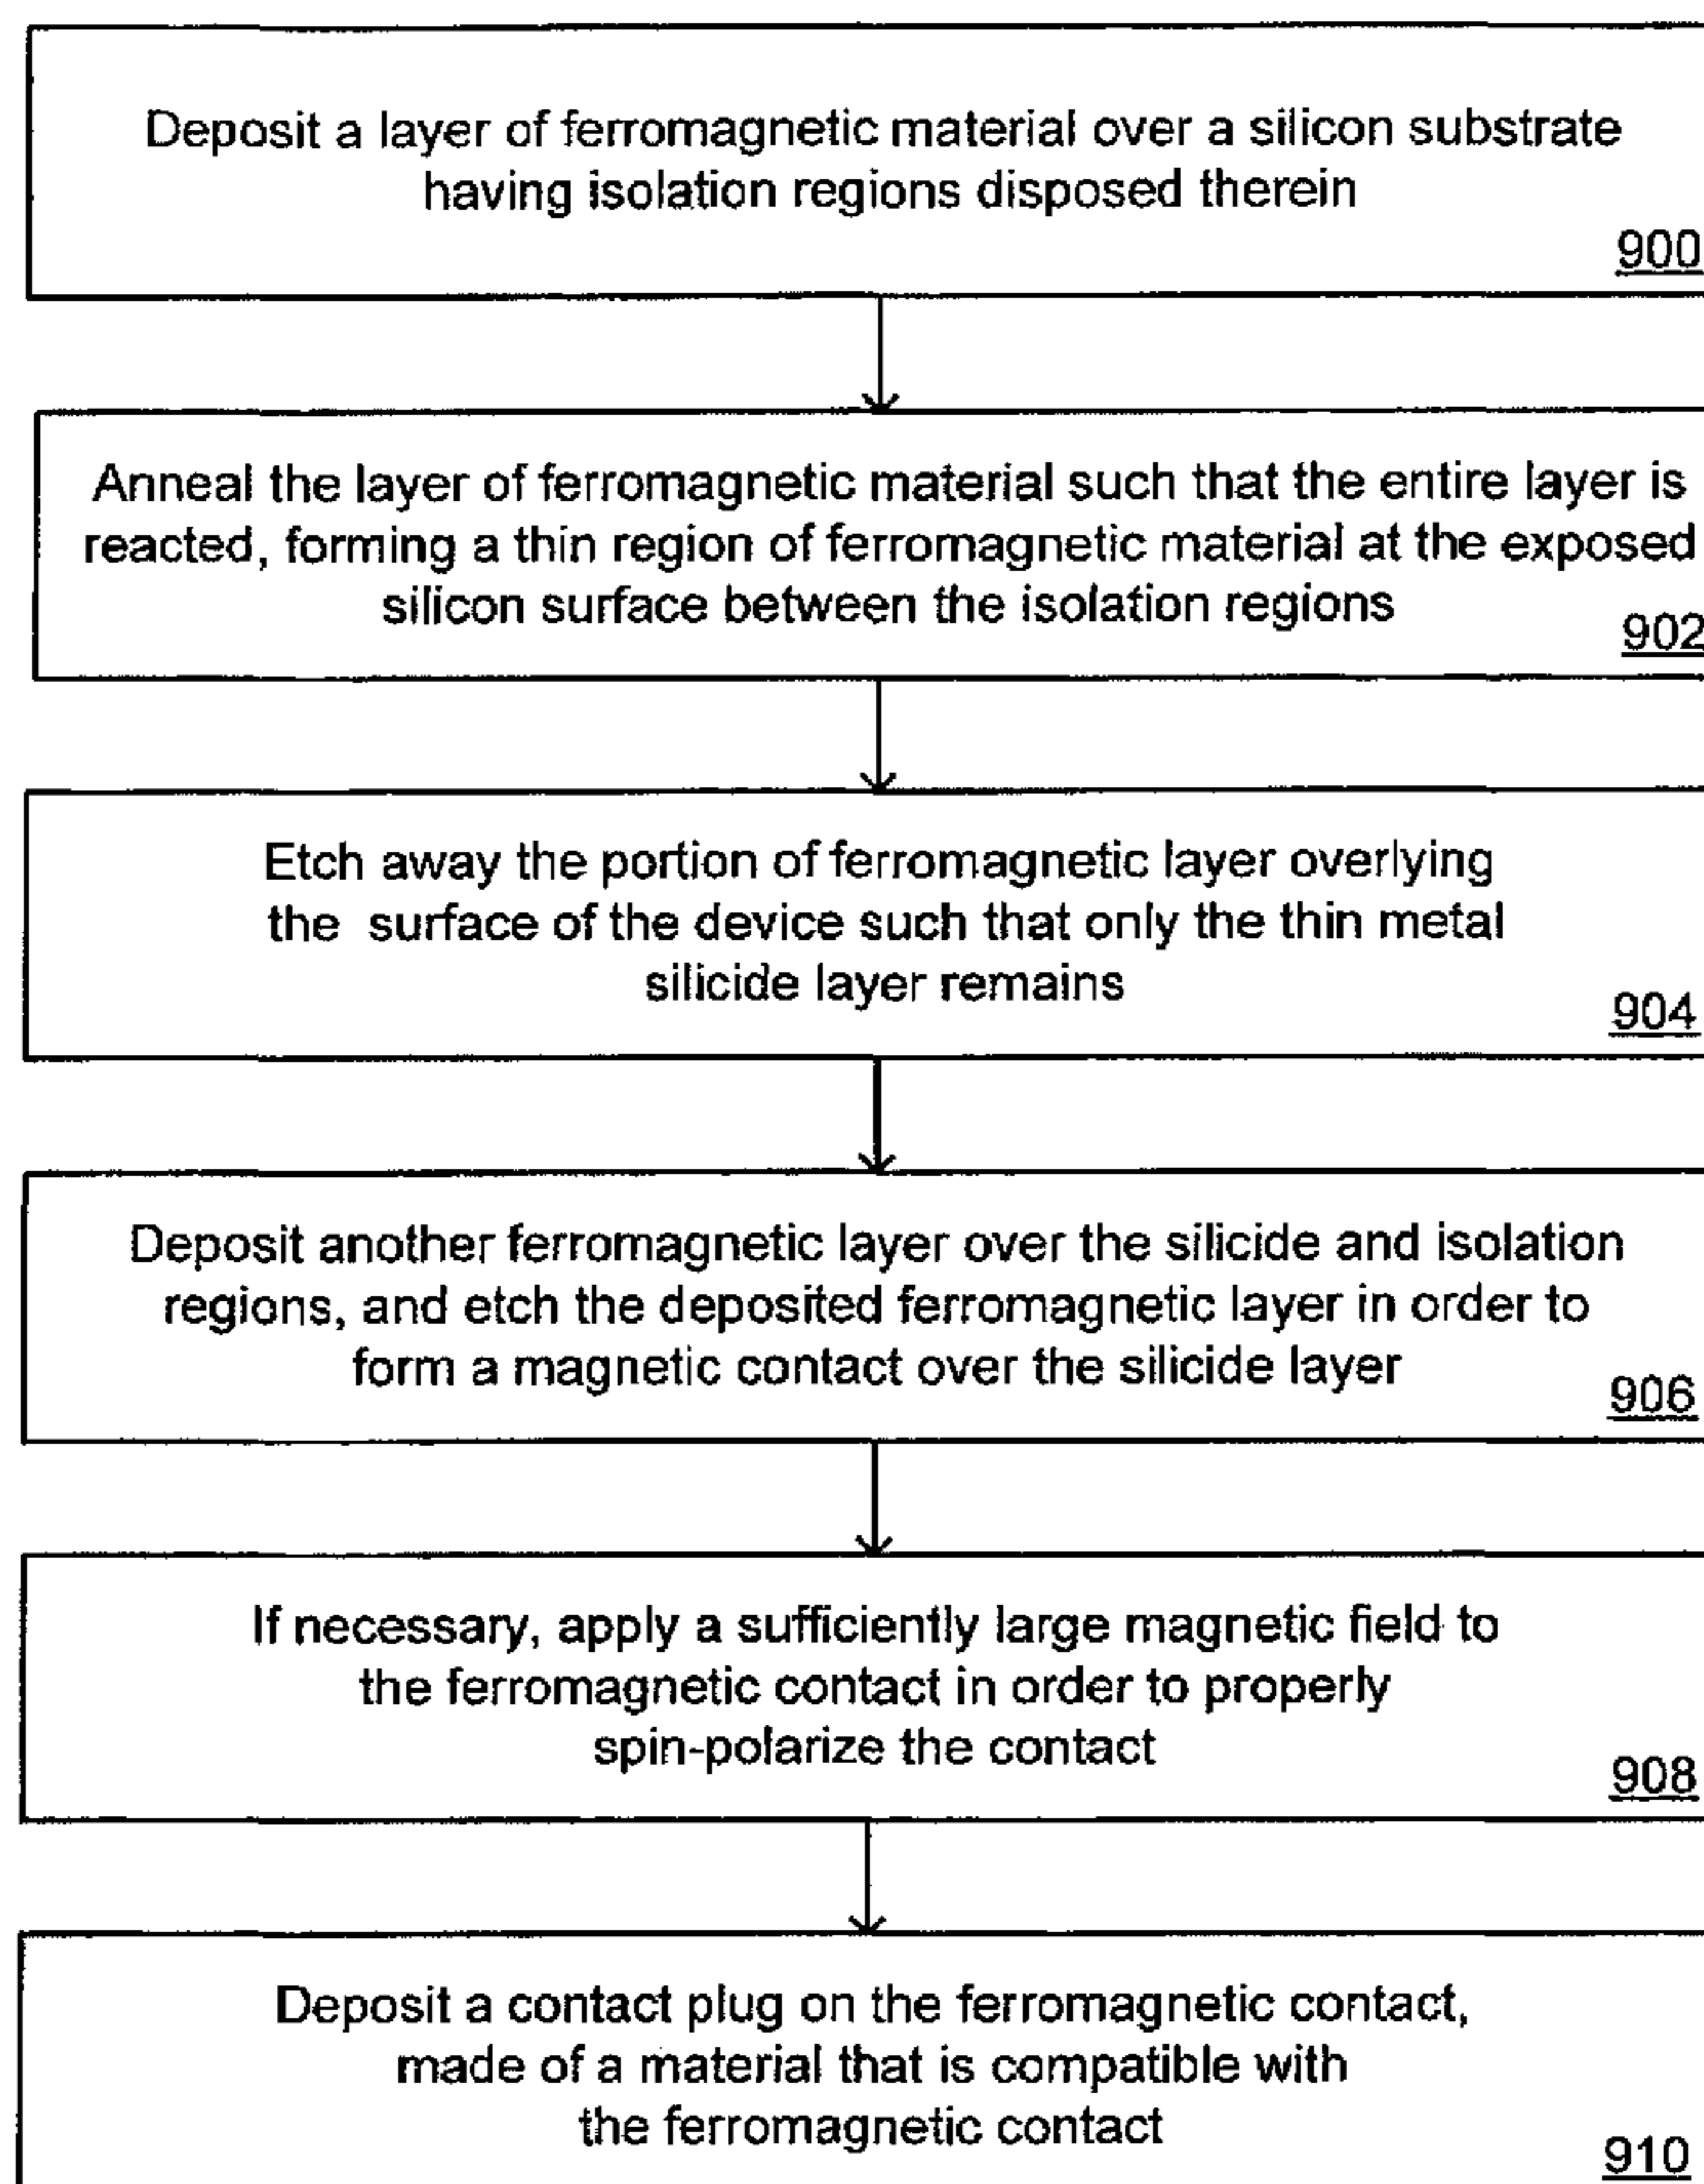 Deposit a layer of ferromagnetic material over a silicon substrate
having isolation regions disposed therein
900
Anneal the layer of ferromagnetic material such that the entire layer is
reacted, forming a thin region of ferromagnetic material at the exposed
silicon surface between the isolation regions
902
Etch away the portion of ferromagnetic layer overlying
the surface of the device such that only the thin metal
silicide layer remains
904
Deposit another ferromagnetic layer over the silicide and isolation
regions, and etch the deposited ferromagnetic layer in order to
form a magnetic contact over the silicide layer
906
If necessary, apply a sufficiently large magnetic field to
the ferromagnetic contact in order to properly
spin-polarize the contact
908
Deposit a contact plug on the ferromagnetic contact,
made of a material that is compatible with
the ferromagnetic contact
910